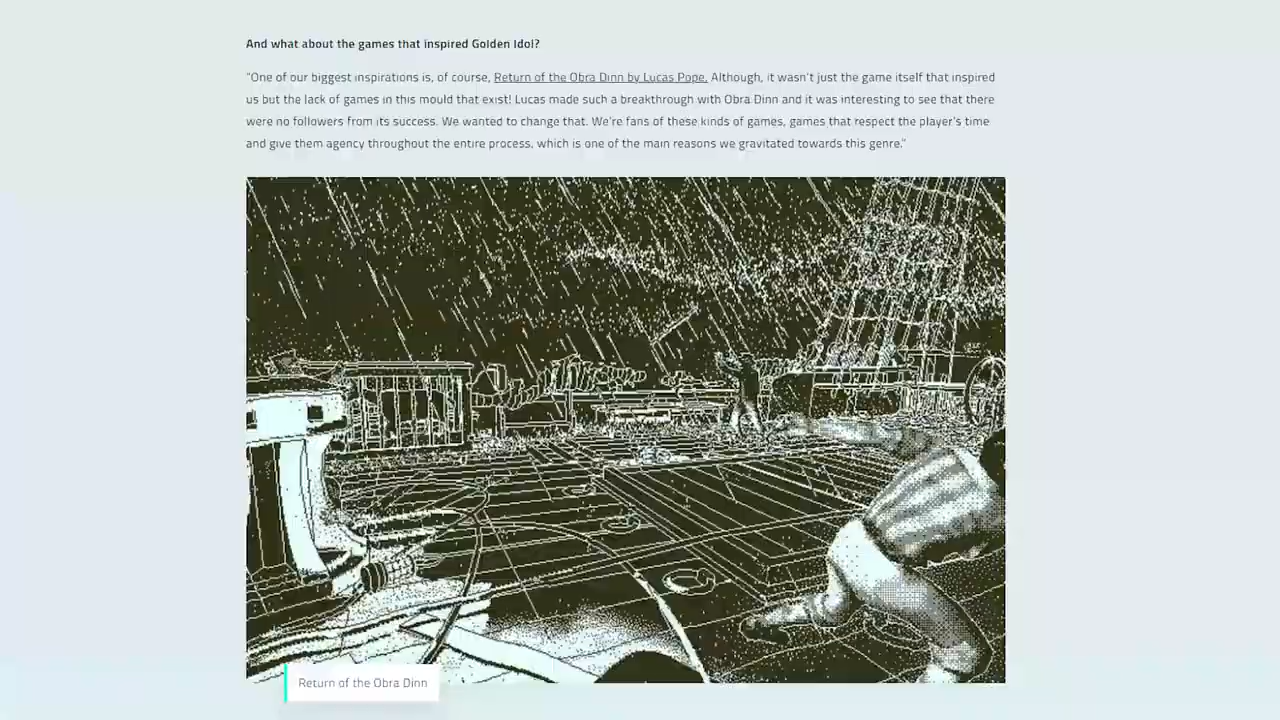 And what about the games that inspired Golden Idol?
"One of our biggest inspirations is, of course, Return of the Obra Dinn by Lucas Pope. Although, it wasn't just the game itself that inspired
us but the lack of games in this mould that exist! Lucas made such a breakthrough with Obra Dinn and it was interesting to see that there
were no followers from its success. We wanted to change that. We're fans of these kinds of games, games that respect the player's time
and give them agency throughout the entire process, which is one of the main reasons we gravitated towards this genre."
Return of the Obra Dinn